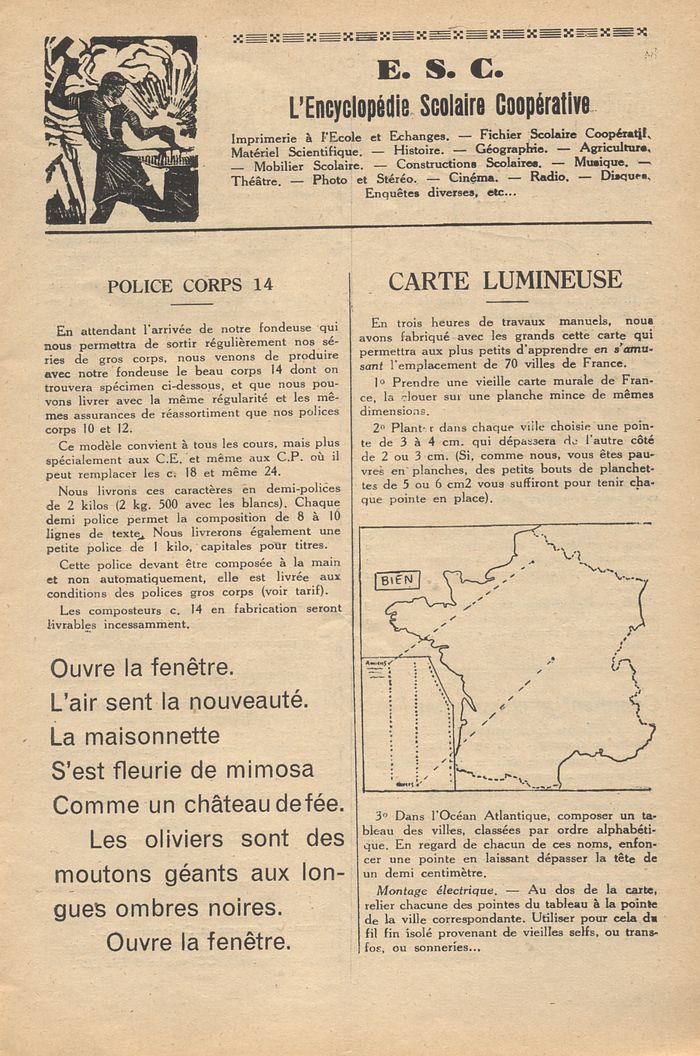 E. S. C.
L'Encyclopédie Scolaire Coopérative
Imprimerie à l'Ecole et Echanges. — Fichier Scolaire Coopératif.
Matériel Scientifique. — Histoire. — Géographie. — Agriculture.
— Mobilier Scolaire. — Constructions Scolaires. — Musique. —
Théâtre. — Photo et Stéréo. — Cinéma. — Radio. — Disques.
Enquêtes diverses, etc...
POLICE CORPS 14
En attendant l'arrivée de notre fondeuse qui
nous permettra de sortir régulièrement nos sé-
ries de gros corps, nous venons de produire
avec notre fondeuse le beau corps 14 dont on
trouvera spécimen ci-dessous, et que nous pou-
vons livrer avec la même régularité et les mê-
mes assurances de réassortiment que nos polices
corps 10 et 12.
Ce modèle convient à tous les cours, mais plus
spécialement aux C.E. et même aux C.P. où il
peut remplacer les c. 18 et même 24.
Nous livrons ces caractères en demi-polices
de 2 kilos (2 kg. 500 avec les blancs). Chaque
demi police permet la composition de 8 à 10
lignes de texte. Nous livrerons également une
petite police de 1 kilo, capitales pour titres.
Cette police devant être composée à la main
et non automatiquement, elle est livrée aux
conditions des polices gros corps (voir tarif).
Les composteurs c. 14 en fabrication seront
livrables incessamment.
Ouvre la fenêtre.
L'air sent la nouveauté.
La maisonnette
S'est fleurie de mimosa
Comme un château de fée.
Les oliviers sont des
moutons géants aux lon-
gues ombres noires.
Ouvre la fenêtre.
CARTE LUMINEUSE
En trois heures de travaux manuels, nous
avons fabriqué avec les grands cette carte qui
permettra aux plus petits d'apprendre en s'amu-
sant l'emplacement de 70 villes de France.
1º Prendre une vieille carte murale de Fran-
ce, la clouer sur une planche mince de mêmes
dimensions.
2º Planter dans chaque ville choisie une poin-
te de 3 à 4 cm. qui dépassera de l'autre côté
de 2 ou 3 cm. (Si, comme nous, vous êtes pau-
vres en planches, des petits bouts de planchet-
tes de 5 ou 6 cm2 vous suffiront pour tenir cha-
que pointe en place).
BIEN
AMIENS
3º Dans l'Océan Atlantique, composer un ta-
bleau des villes, classées par ordre alphabéti-
que. En regard de chacun de ces noms, enfon-
cer une pointe en laissant dépasser la tête de
un demi centimètre.
Montage électrique. — Au dos de la carte,
relier chacune des pointes du tableau à la pointe
de la ville correspondante. Utiliser pour cela du
fil fin isolé provenant de vieilles selfs, ou trans-
fos, ou sonneries...